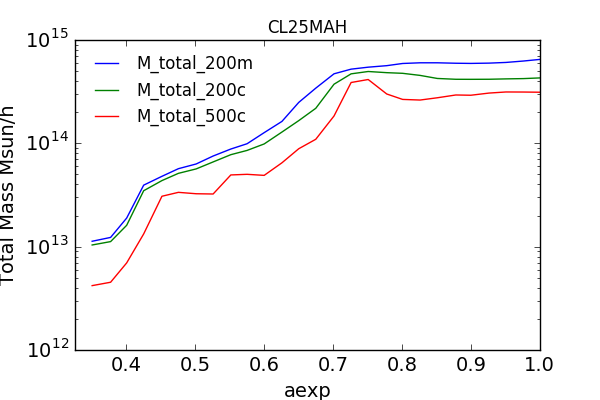 CL25MAH
10^15
10^14
10^13
10^12
Total Mass Msun/h
M_total_200m
M_total_200c
M_total_500c
0.4 0.5 0.6 0.7 0.8 0.9 1.0
aexp